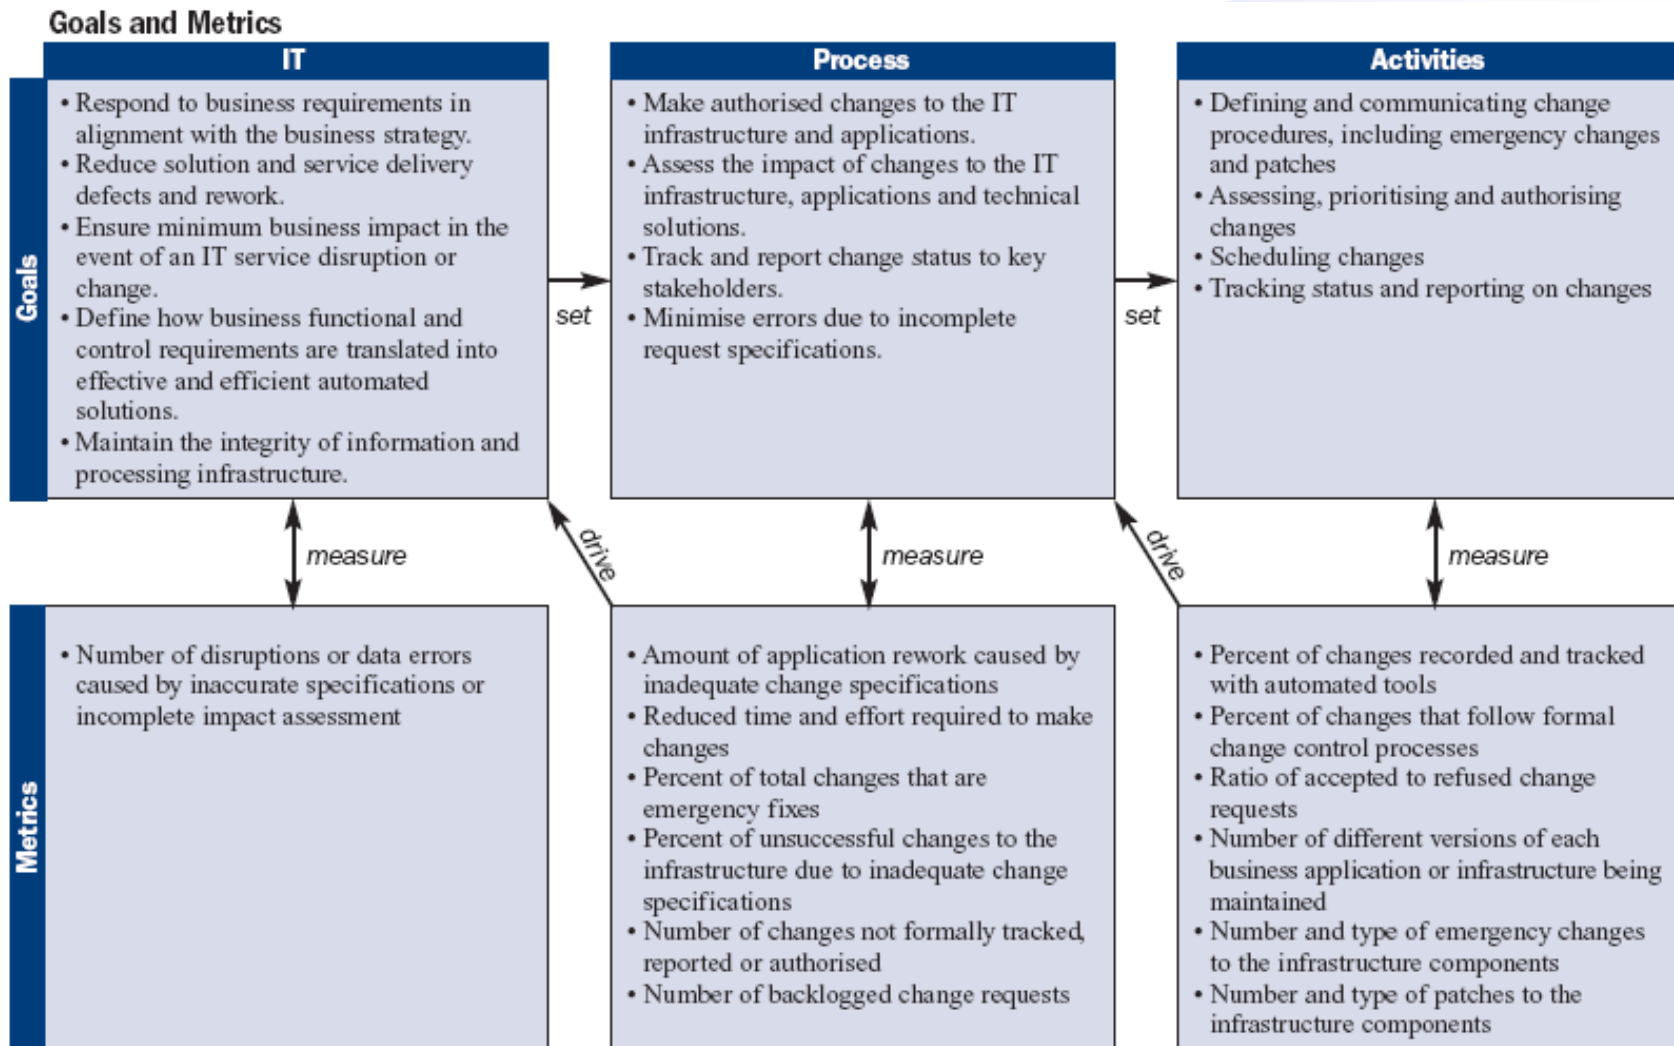 Goals and Metrics
IT
Process
Activities
Goals
• Respond to business requirements in
alignment with the business strategy.
• Reduce solution and service delivery
defects and rework.
• Ensure minimum business impact in the
event of an IT service disruption or
change.
• Define how business functional and
control requirements are translated into
effective and efficient automated
solutions.
• Maintain the integrity of information and
processing infrastructure.
set
• Make authorised changes to the IT
infrastructure and applications.
• Assess the impact of changes to the IT
infrastructure, applications and technical
solutions.
• Track and report change status to key
stakeholders.
• Minimise errors due to incomplete
request specifications.
set
• Defining and communicating change
procedures, including emergency changes
and patches
• Assessing, prioritising and authorising
changes
• Scheduling changes
• Tracking status and reporting on changes
measure
drive
measure
drive
measure
Metrics
• Number of disruptions or data errors
caused by inaccurate specifications or
incomplete impact assessment
• Amount of application rework caused by
inadequate change specifications
• Reduced time and effort required to make
changes
• Percent of total changes that are
emergency fixes
• Percent of unsuccessful changes to the
infrastructure due to inadequate change
specifications
• Number of changes not formally tracked,
reported or authorised
• Number of backlogged change requests
• Percent of changes recorded and tracked
with automated tools
• Percent of changes that follow formal
change control processes
• Ratio of accepted to refused change
requests
• Number of different versions of each
business application or infrastructure being
maintained
• Number and type of emergency changes
to the infrastructure components
• Number and type of patches to the
infrastructure components